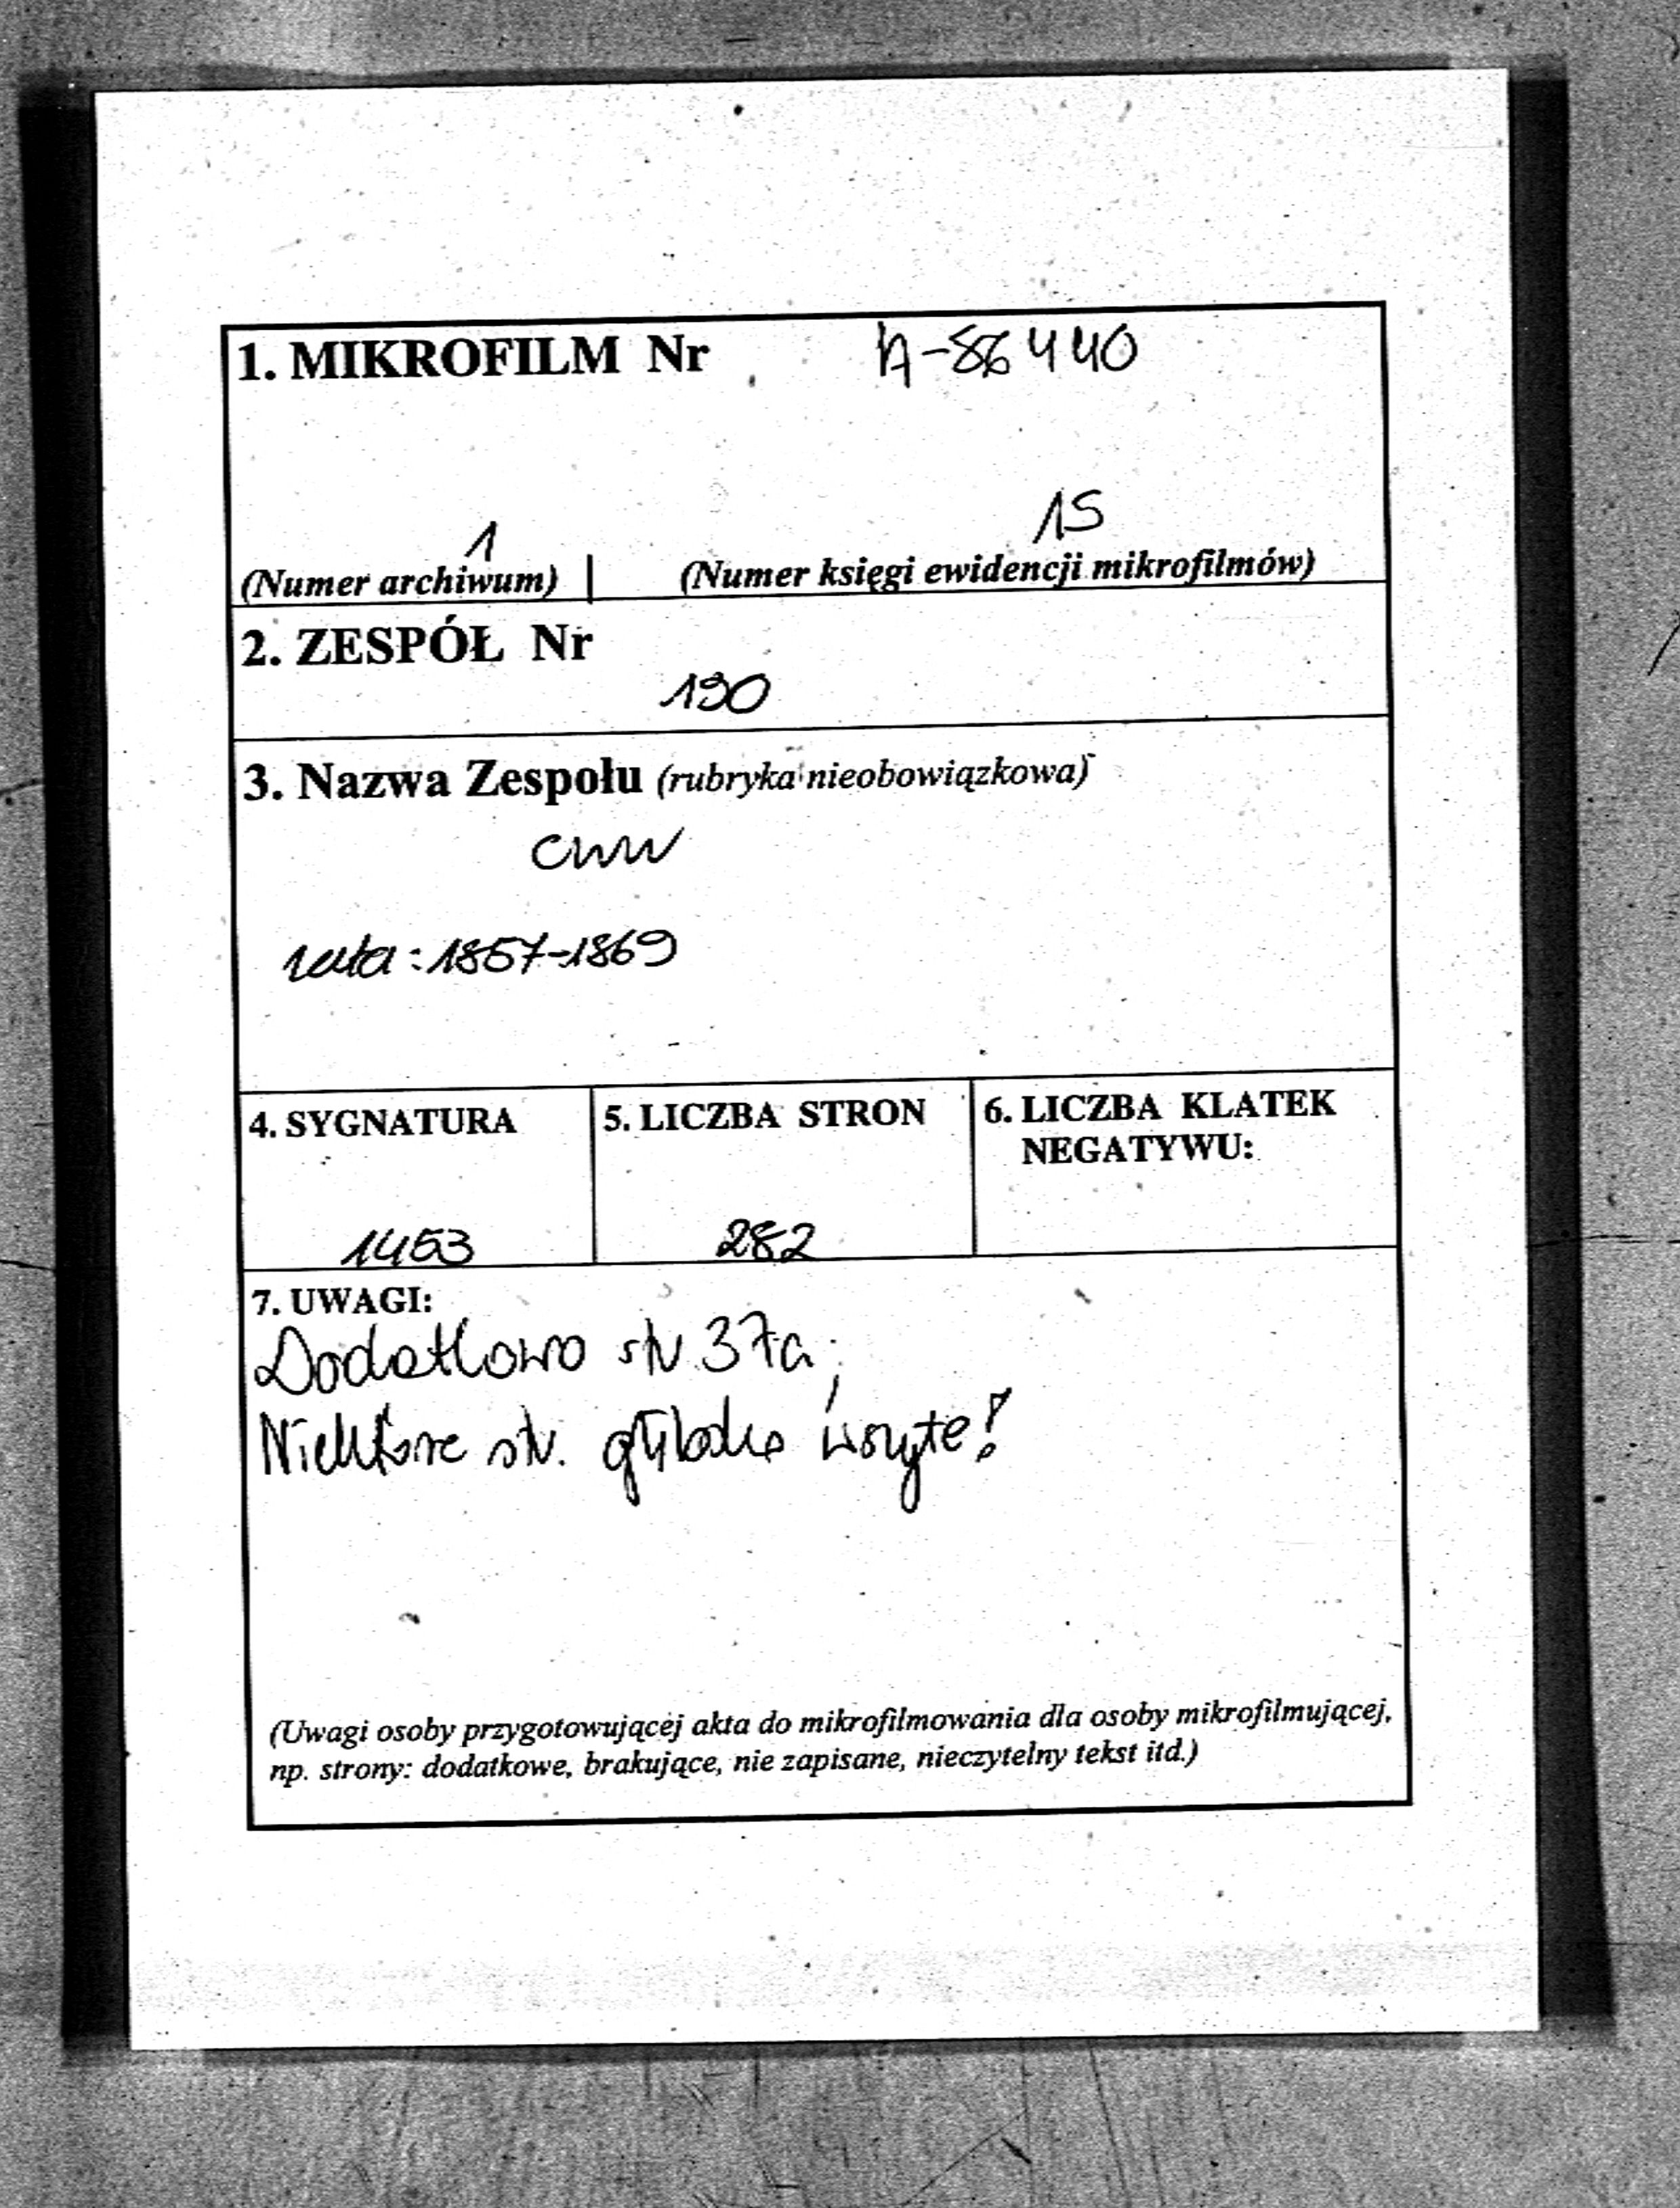 1. MIKROFILM Nr A-86440
1 15
(Numer archiwum) | (Numer księgi ewidencji mikrofilmów)
2. ZESPÓŁ Nr
190
3. Nazwa Zespołu (rubryka nieobowiązkowa)
CWW
lata: 1857-1869
4. SYGNATURA 5. LICZBA STRON 6. LICZBA KLATEK
NEGATYWU:
1453 282
7. UWAGI:
Dodatkowo str. 37a;
Niektóre str. głęboko wszyte!
(Uwagi osoby przygotowującej akta do mikrofilmowania dla osoby mikrofilmującej,
np. strony: dodatkowe, brakujące, nie zapisane, nieczytelny tekst itd.)